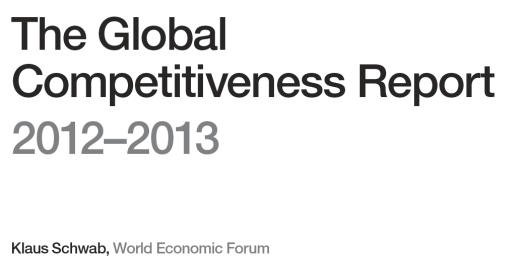 The Global
Competitiveness Report
2012–2013
Klaus Schwab, World Economic Forum